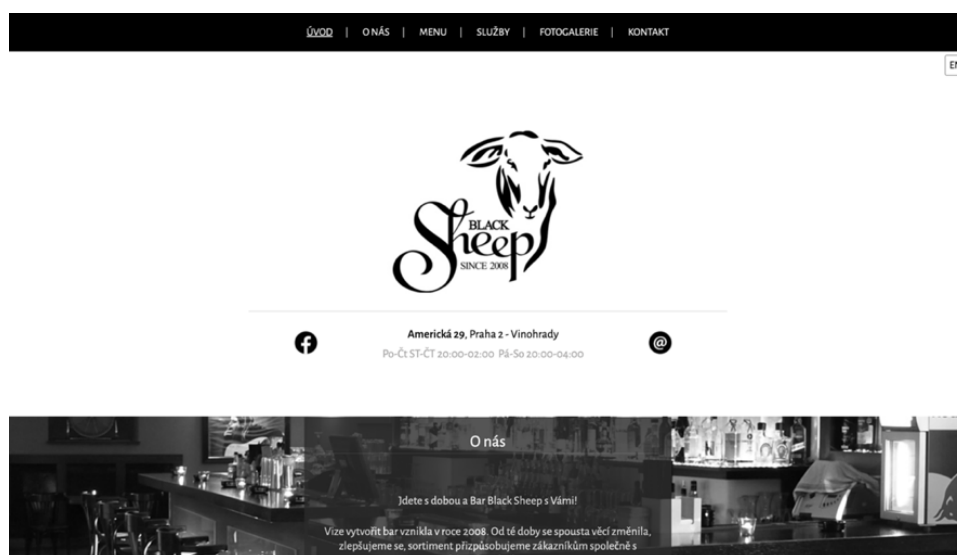 ÚVOD | O NÁS | MENU | SLUŽBY | FOTOGALERIE | KONTAKT
EN
BLACK
Sheep
SINCE 2008
Americká 29, Praha 2 - Vinohrady
@
Po-Čt ST-ČT 20:00-02:00 Pá-So 20:00-04:00
O nás
Jdete s dobou a Bar Black Sheep s Vámi!
Vize vytvořit bar vznikla v roce 2008. Od té doby se spousta věcí změnila,
zlepšujeme se, sortiment přizpůsobujeme zákazníkům společně s